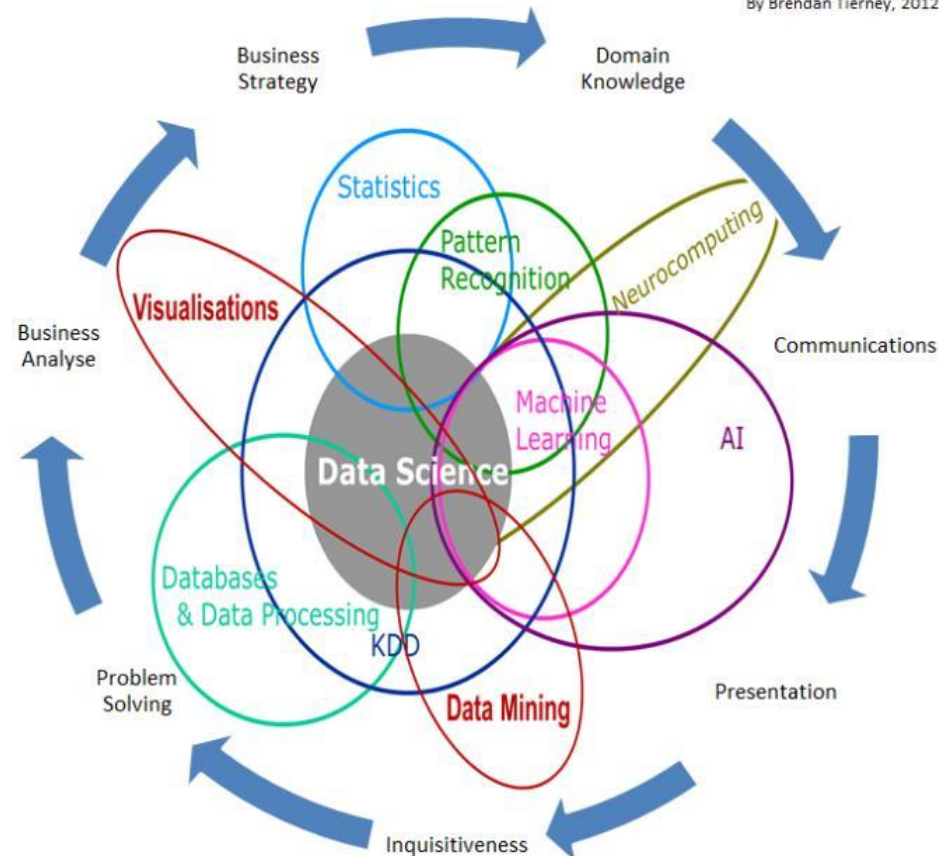 By Brendan Tierney, 2012
Business
Strategy
Domain
Knowledge
Statistics
Pattern
Recognition
Neurocomputing
Visualisations
Business
Analyse
Communications
Machine
Learning
AI
Data Science
Databases
& Data Processing
KDD
Problem
Solving
Data Mining
Presentation
Inquisitiveness